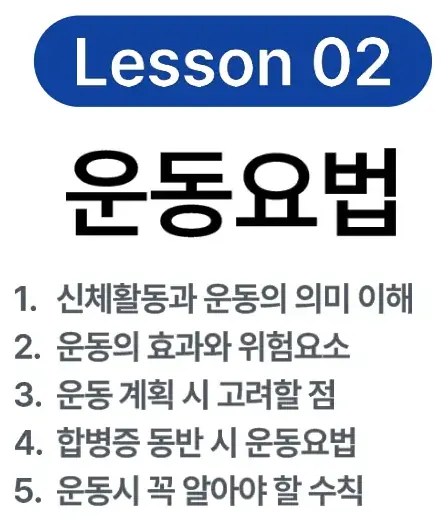 Lesson 02
운동요법
1. 신체활동과 운동의 의미 이해
2. 운동의 효과와 위험요소
3. 운동 계획 시 고려할 점
4. 합병증 동반 시 운동요법
5. 운동시 꼭 알아야 할 수칙